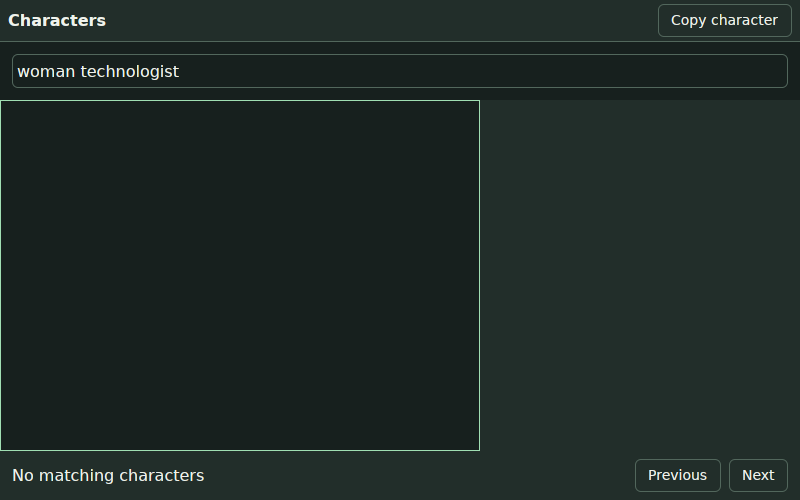 Characters
Copy character
woman technologist
No matching characters
Previous
Next